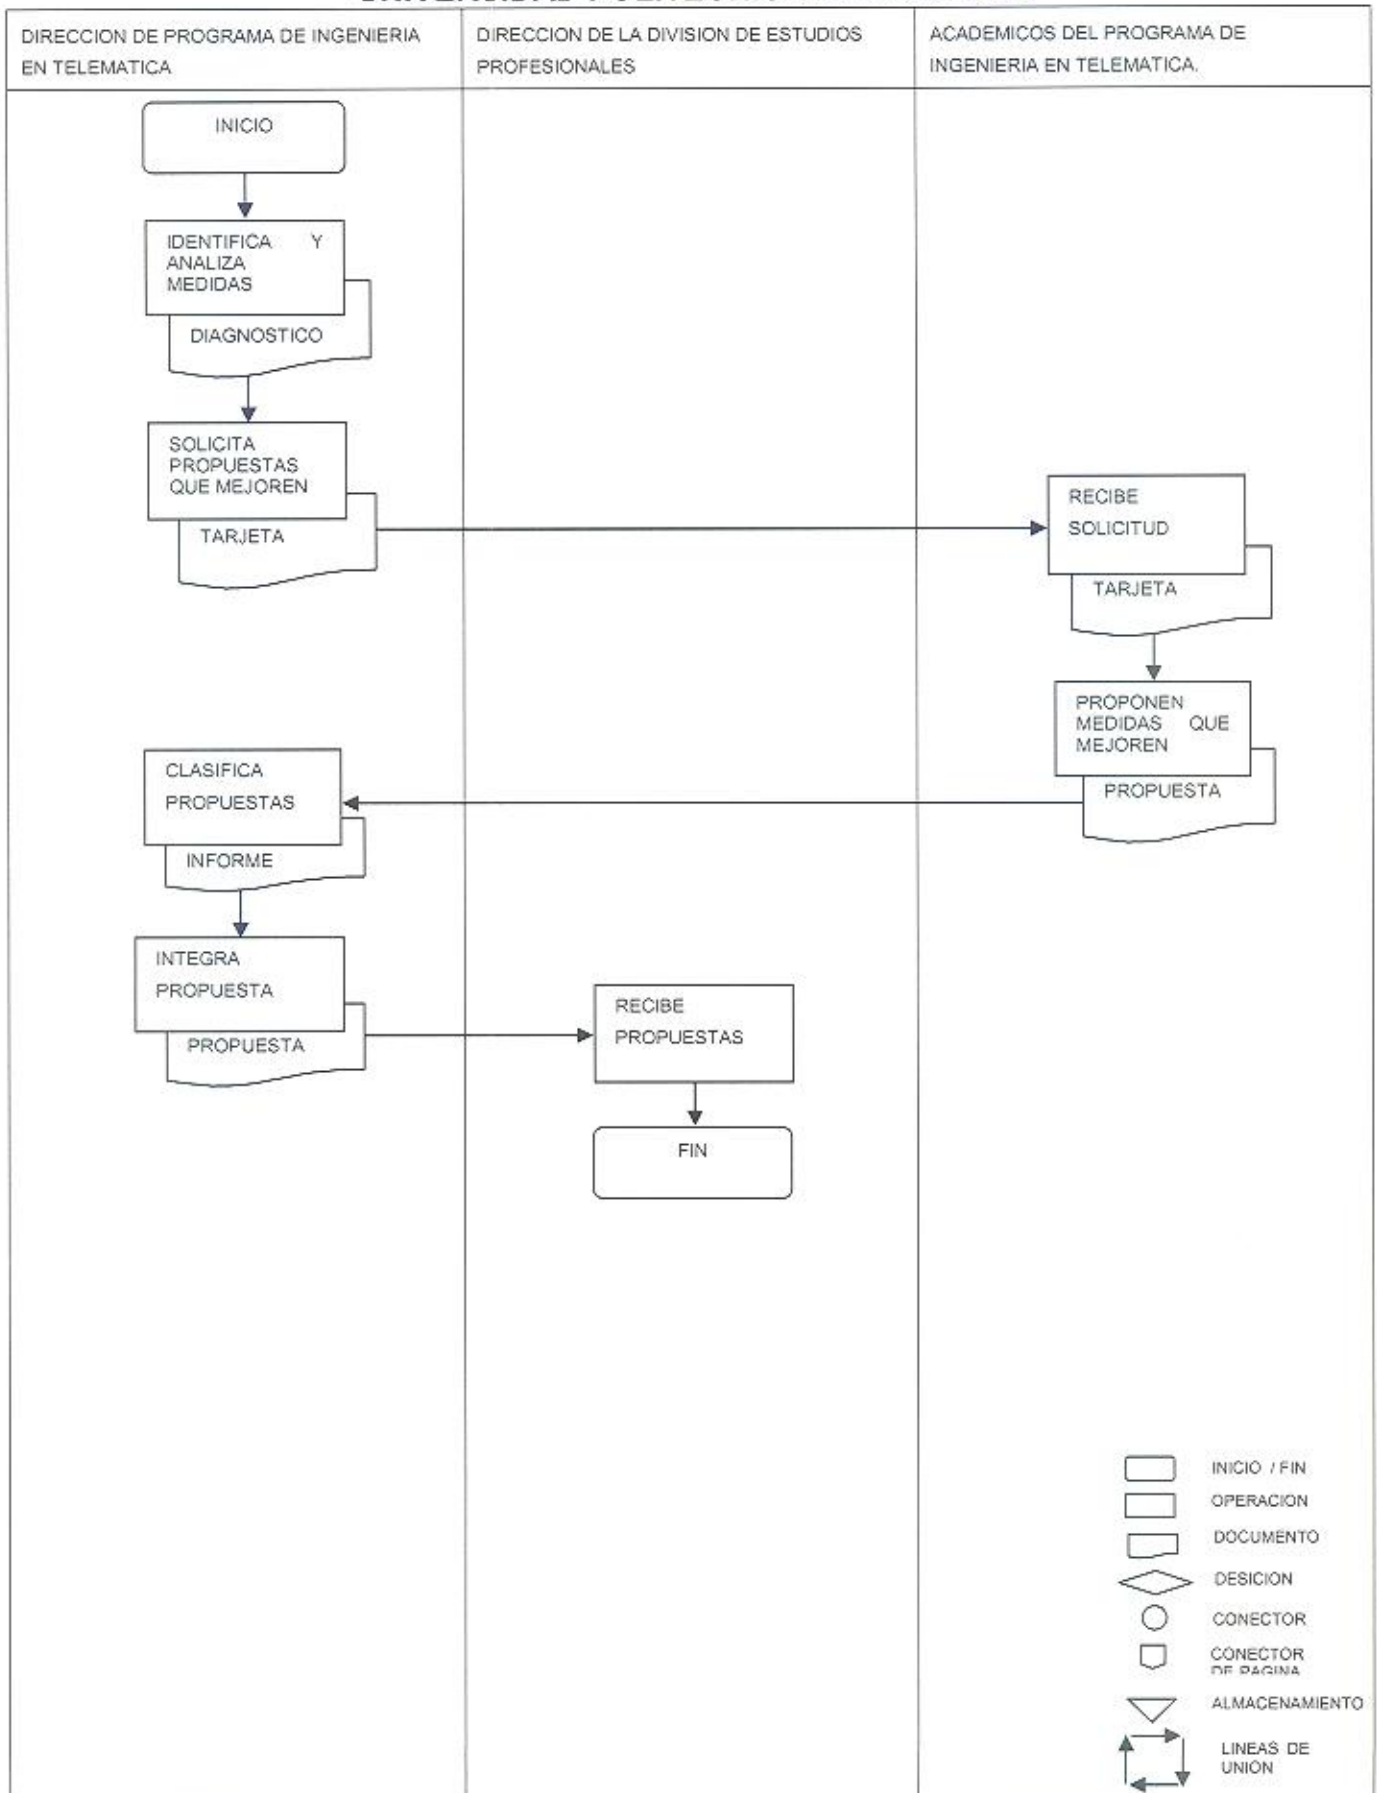 DIRECCION DE PROGRAMA DE INGENIERIA
EN TELEMATICA
DIRECCION DE LA DIVISION DE ESTUDIOS
PROFESIONALES
ACADEMICOS DEL PROGRAMA DE
INGENIERIA EN TELEMATICA.
INICIO
IDENTIFICA Y
ANALIZA
MEDIDAS
DIAGNOSTICO
SOLICITA
PROPUESTAS
QUE MEJOREN
TARJETA
RECIBE
SOLICITUD
TARJETA
PROPONEN
MEDIDAS QUE
MEJOREN
PROPUESTA
CLASIFICA
PROPUESTAS
INFORME
INTEGRA
PROPUESTA
PROPUESTA
RECIBE
PROPUESTAS
FIN
INICIO / FIN
OPERACION
DOCUMENTO
DESICION
CONECTOR
CONECTOR
DE PAGINA
ALMACENAMIENTO
LINEAS DE
UNION